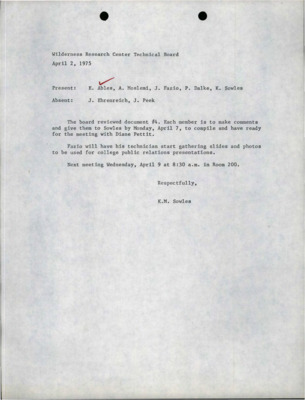 Wilderness Research Center Technical Board
April 2, 1975
Present: E. Ables, A. Moslemi, J. Fazio, P. Dalke, K. Sowles
Absent: J. Ehrenreich, J. Peek
The board reviewed document #4. Each member is to make comments
and give them to Sowles by Monday, April 7, to compile and have ready
for the meeting with Diane Pettit.
Fazio will have his technician start gathering slides and photos
to be used for college public relations presentations.
Next meeting Wednesday, April 9 at 8:30 a.m. in Room 200.
Respectfully,
K.M. Sowles